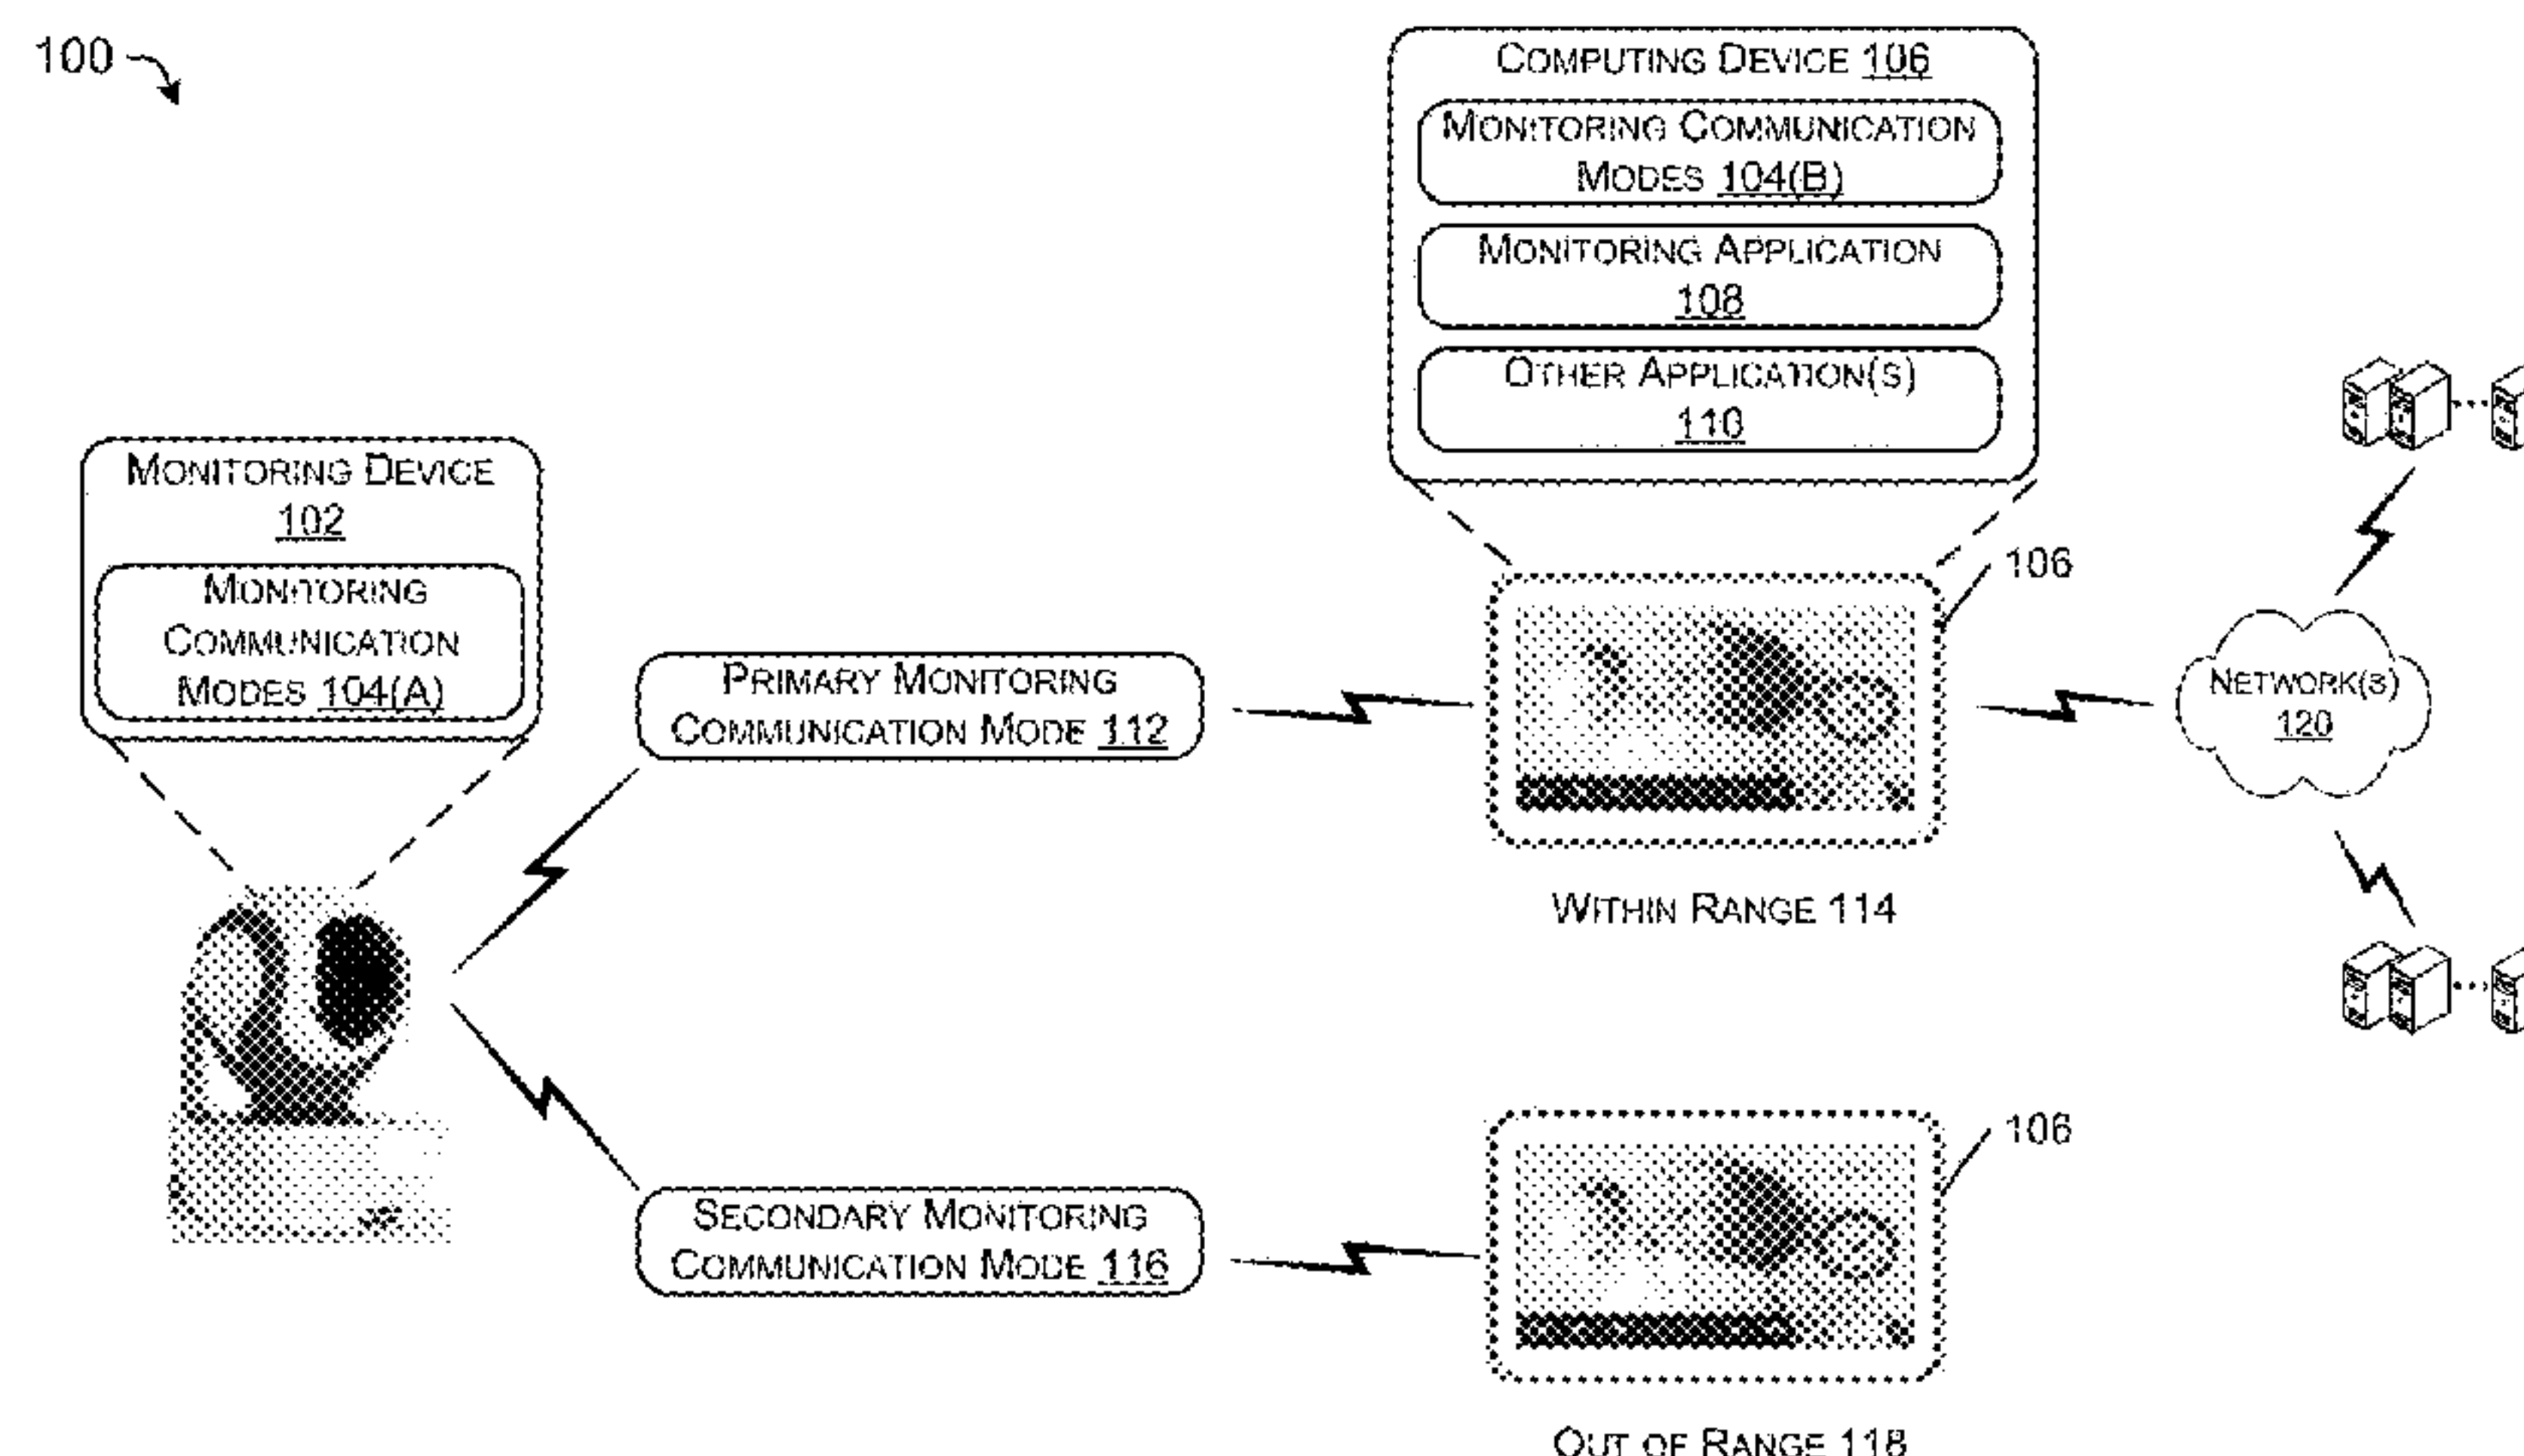 100
COMPUTING DEVICE 106
MONITORING COMMUNICATION
MODES 104(B)
MONITORING APPLICATION
108
OTHER APPLICATION(S)
110
MONITORING DEVICE
102
MONITORING
COMMUNICATION
MODES 104(A)
106
PRIMARY MONITORING
COMMUNICATION MODE 112
NETWORK(S)
120
WITHIN RANGE 114
106
SECONDARY MONITORING
COMMUNICATION MODE 116
OUT OF RANGE 118